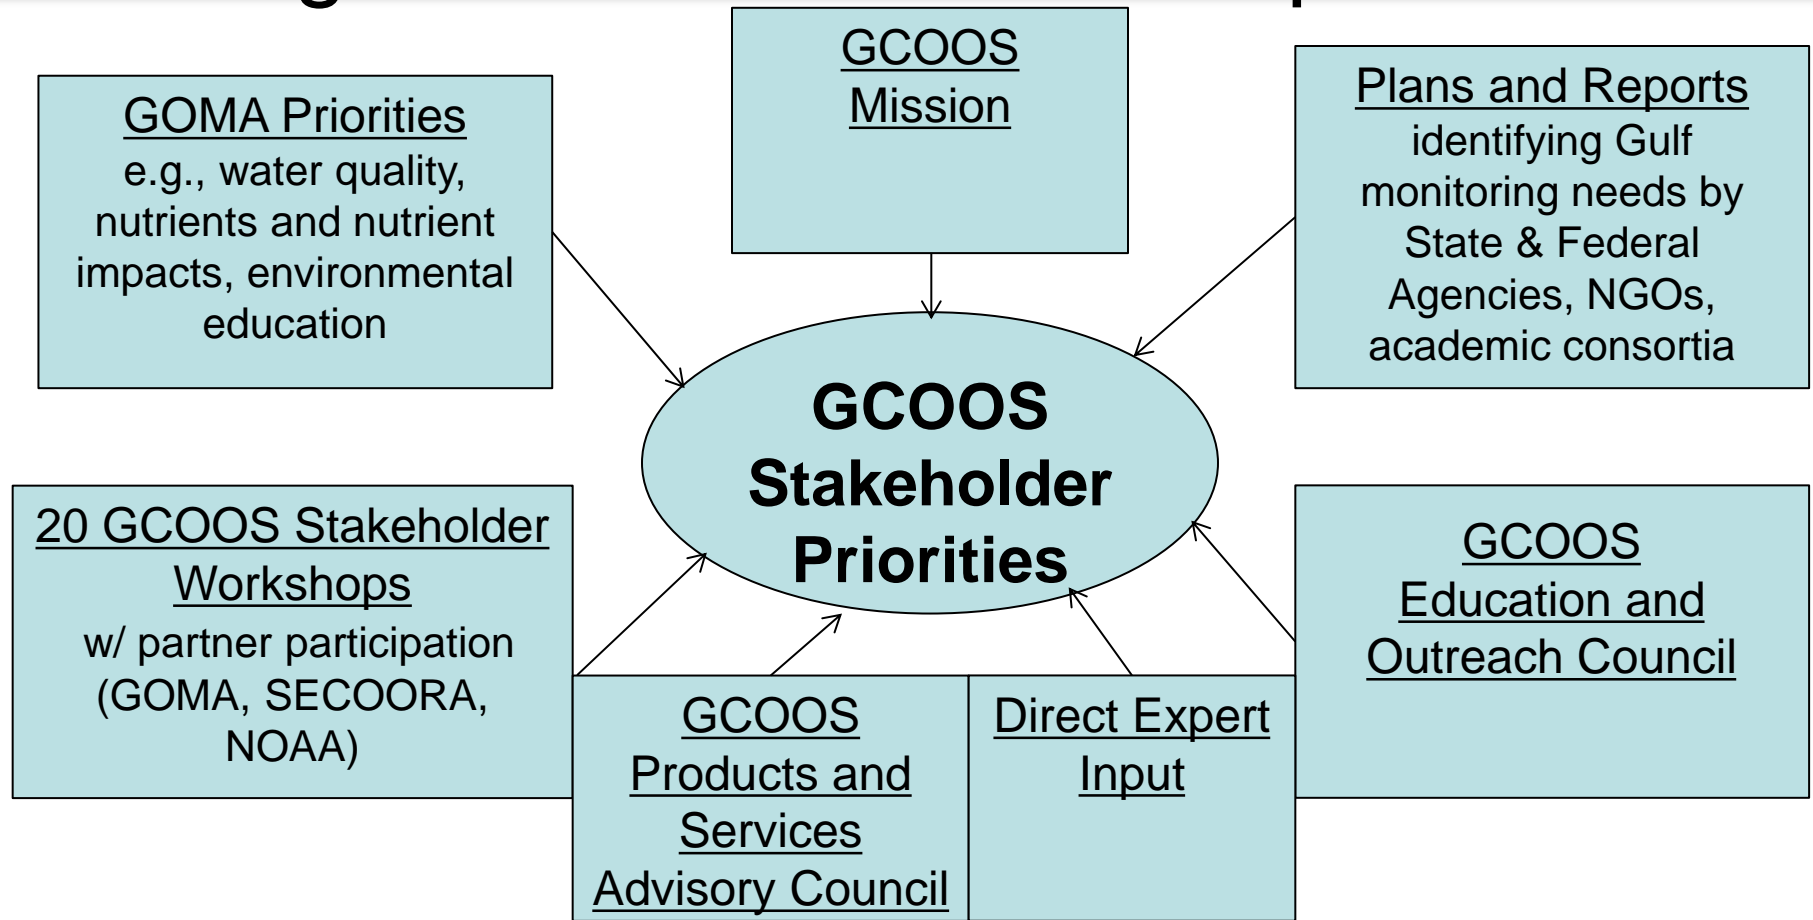 GCOOS
Mission
GOMA Priorities
e.g., water quality,
nutrients and nutrient
impacts, environmental
education
Plans and Reports
identifying Gulf
monitoring needs by
State & Federal
Agencies, NGOs,
academic consortia
GCOOS
Stakeholder
Priorities
20 GCOOS Stakeholder
Workshops
w/ partner participation
(GOMA, SECOORA,
NOAA)
GCOOS
Products and
Services
Advisory Council
Direct Expert
Input
GCOOS
Education and
Outreach Council